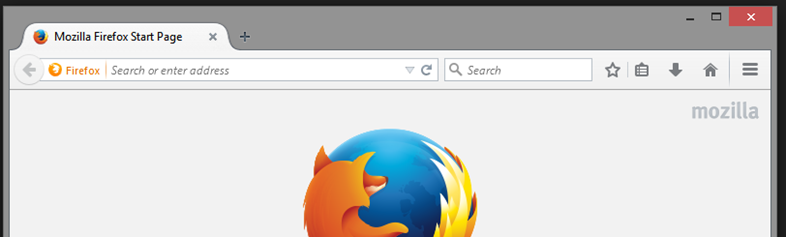 Mozilla Firefox Start Page
Firefox Search or enter address Search
mozilla